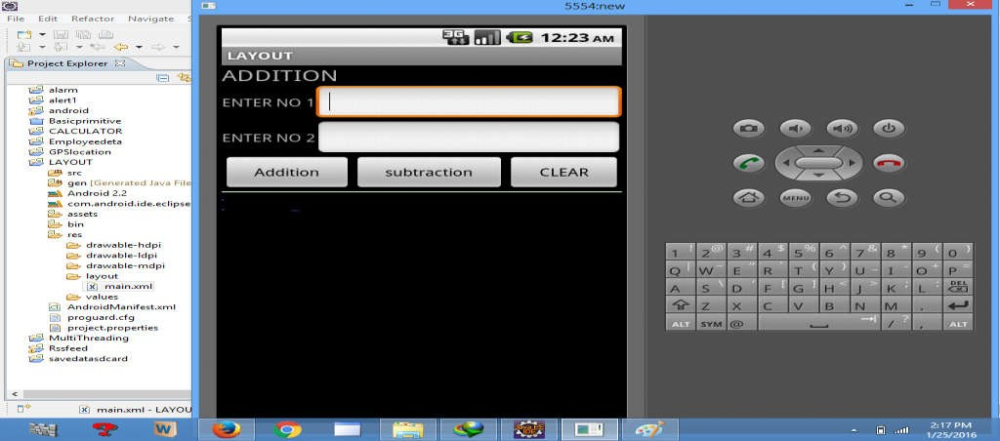 5554:new
File Edit Refactor Navigate S
Project Explorer
alarm
alert1
android
Basicprimitive
CALCULATOR
Employeedeta
GPSlocation
LAYOUT
src
gen [Generated Java File
Android 2.2
com.android.ide.eclipse
assets
bin
res
drawable-hdpi
drawable-ldpi
drawable-mdpi
layout
main.xml
values
AndroidManifest.xml
proguard.cfg
project.properties
MultiThreading
Rssfeed
savedatasdcard
main.xml - LAYOU
3G 12:23 AM
LAYOUT
ADDITION
ENTER NO 1
ENTER NO 2
Addition subtraction CLEAR
MENU
1 ! 2 @ 3 # 4 $ 5 % 6 ^ 7 & 8 * 9 ( 0 )
Q | W ~ E " R ` T { Y } U _ I - O + P =
A S \ D ' F [ G ] H < J > K ; L : DEL
Z X C V B N M .
ALT SYM @ / ? , ALT
Java EE IDE
2:17 PM
1/25/2016